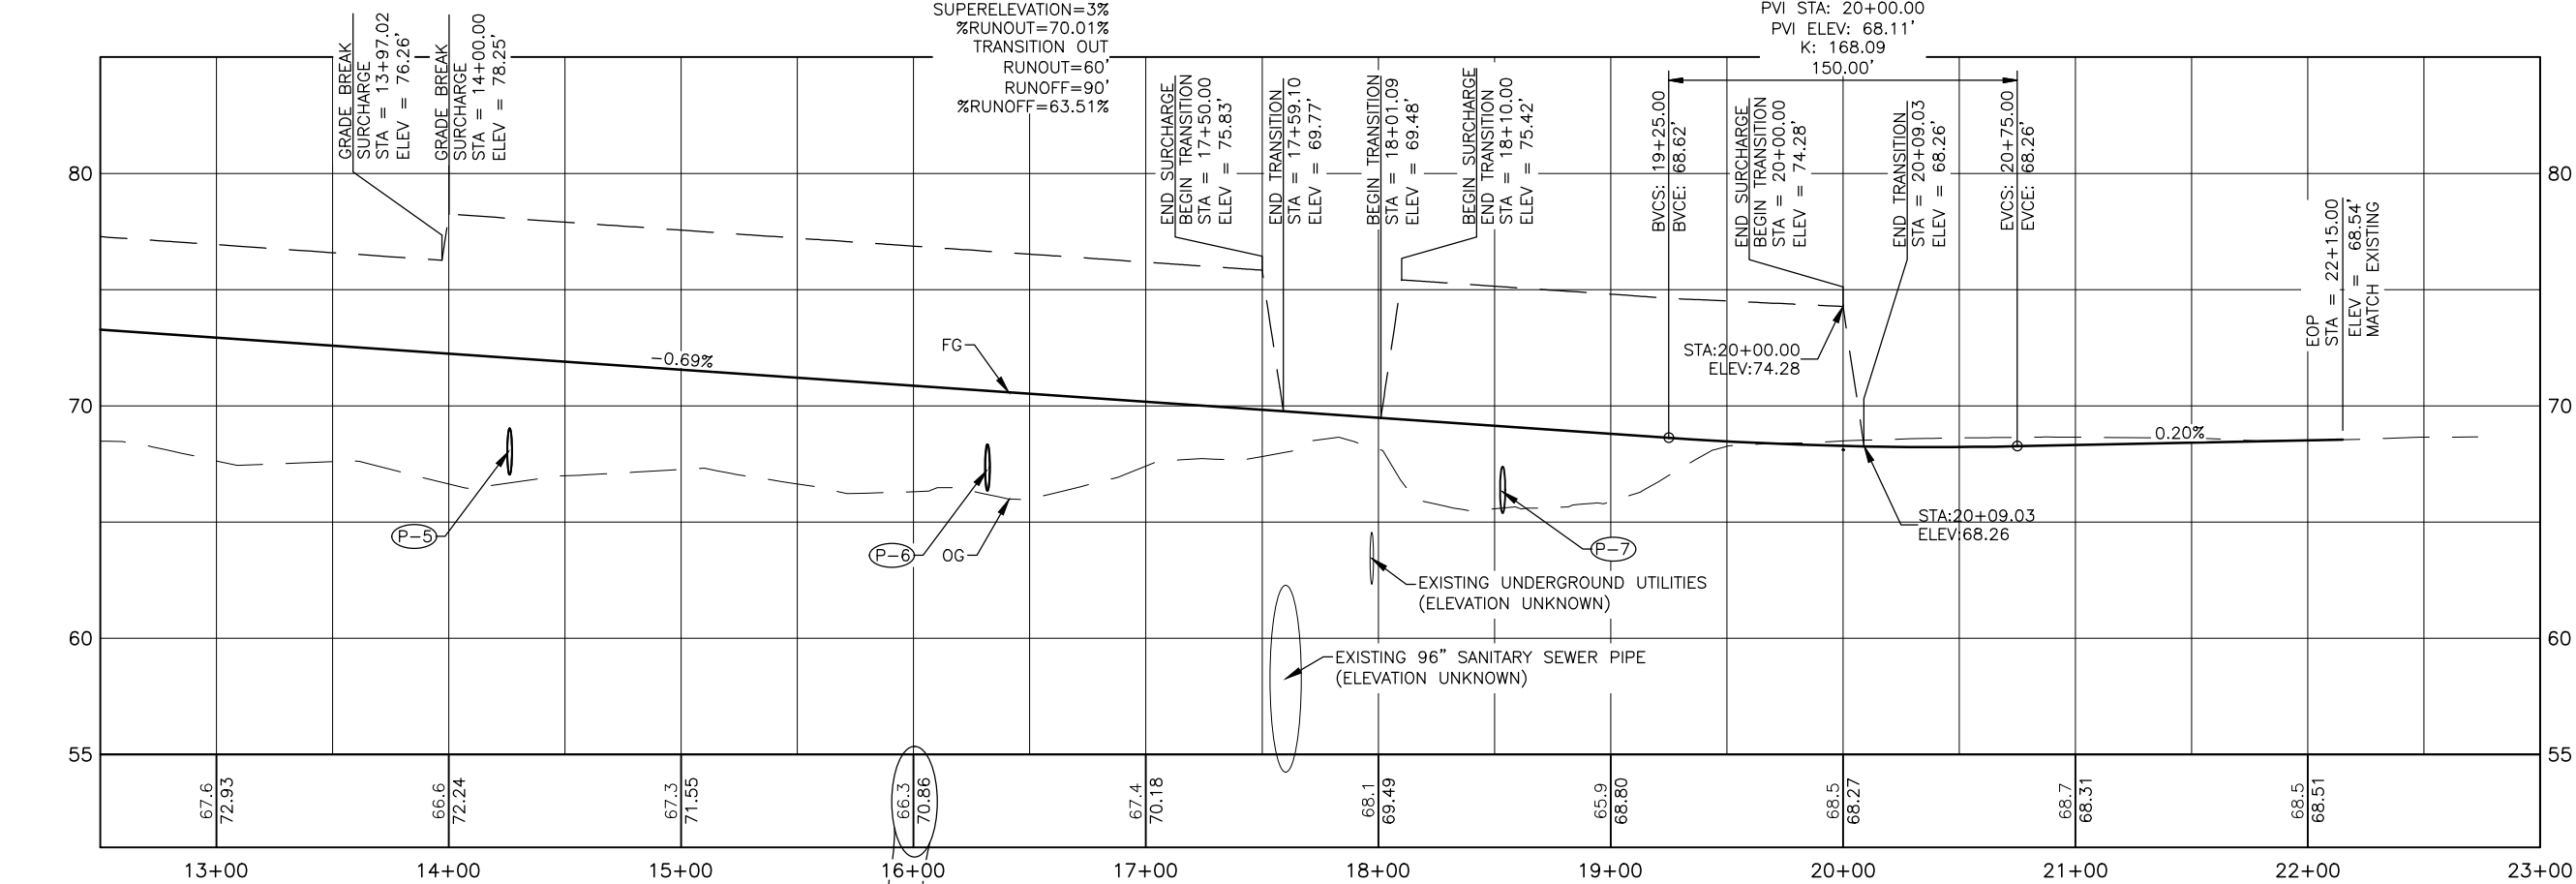 SUPERELEVATION=3%
%RUNOUT=70.01%
TRANSITION OUT
RUNOUT=60'
RUNOFF=90'
%RUNOFF=63.51%
PVI STA: 20+00.00
PVI ELEV: 68.11'
K: 168.09
150.00'
GRADE BREAK
SURCHARGE
STA = 13+97.02
ELEV = 76.26'
GRADE BREAK
SURCHARGE
STA = 14+00.00
ELEV = 78.25'
END SURCHARGE
BEGIN TRANSITION
STA = 17+50.00
ELEV = 75.83'
END TRANSITION
STA = 17+59.10
ELEV = 69.77'
BEGIN TRANSITION
STA = 18+01.09
ELEV = 69.48'
BEGIN SURCHARGE
END TRANSITION
STA = 18+10.00
ELEV = 75.42'
BVCS: 19+25.00
BVCE: 68.62'
END SURCHARGE
BEGIN TRANSITION
STA = 20+00.00
ELEV = 74.28'
END TRANSITION
STA = 20+09.03
ELEV = 68.26'
EVCS: 20+75.00
EVCE: 68.26'
EOP
STA = 22+15.00
ELEV = 68.54'
MATCH EXISTING
80
80
70
70
60
60
55
55
-0.69%
FG
STA:20+00.00
ELEV:74.28
0.20%
P-5
P-6
OG
P-7
STA:20+09.03
ELEV:68.26
EXISTING UNDERGROUND UTILITIES
(ELEVATION UNKNOWN)
EXISTING 96" SANITARY SEWER PIPE
(ELEVATION UNKNOWN)
67.6
72.93
66.6
72.24
67.3
71.55
66.3
70.86
67.4
70.18
68.1
69.49
65.9
68.80
68.5
68.27
68.7
68.31
68.5
68.51
13+00
14+00
15+00
16+00
17+00
18+00
19+00
20+00
21+00
22+00
23+00